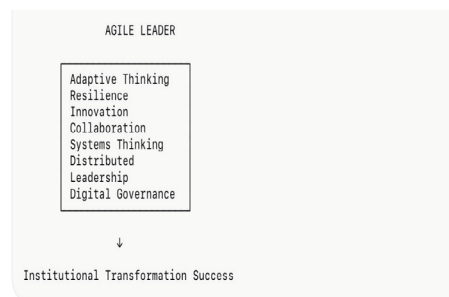 AGILE LEADER
Adaptive Thinking
Resilience
Innovation
Collaboration
Systems Thinking
Distributed
Leadership
Digital Governance
↓
Institutional Transformation Success